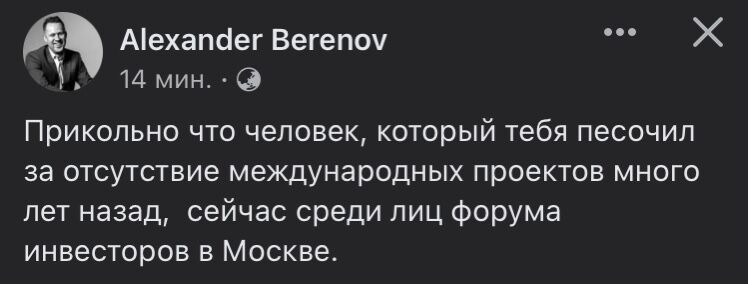 Alexander Berenov
14 мин.
Прикольно что человек, который тебя песочил
за отсутствие международных проектов много
лет назад,  сейчас среди лиц форума
инвесторов в Москве.